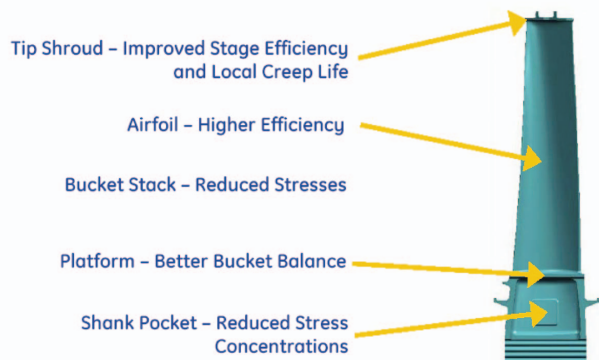 Tip Shroud – Improved Stage Efficiency
and Local Creep Life
Airfoil – Higher Efficiency
Bucket Stack – Reduced Stresses
Platform – Better Bucket Balance
Shank Pocket – Reduced Stress
Concentrations